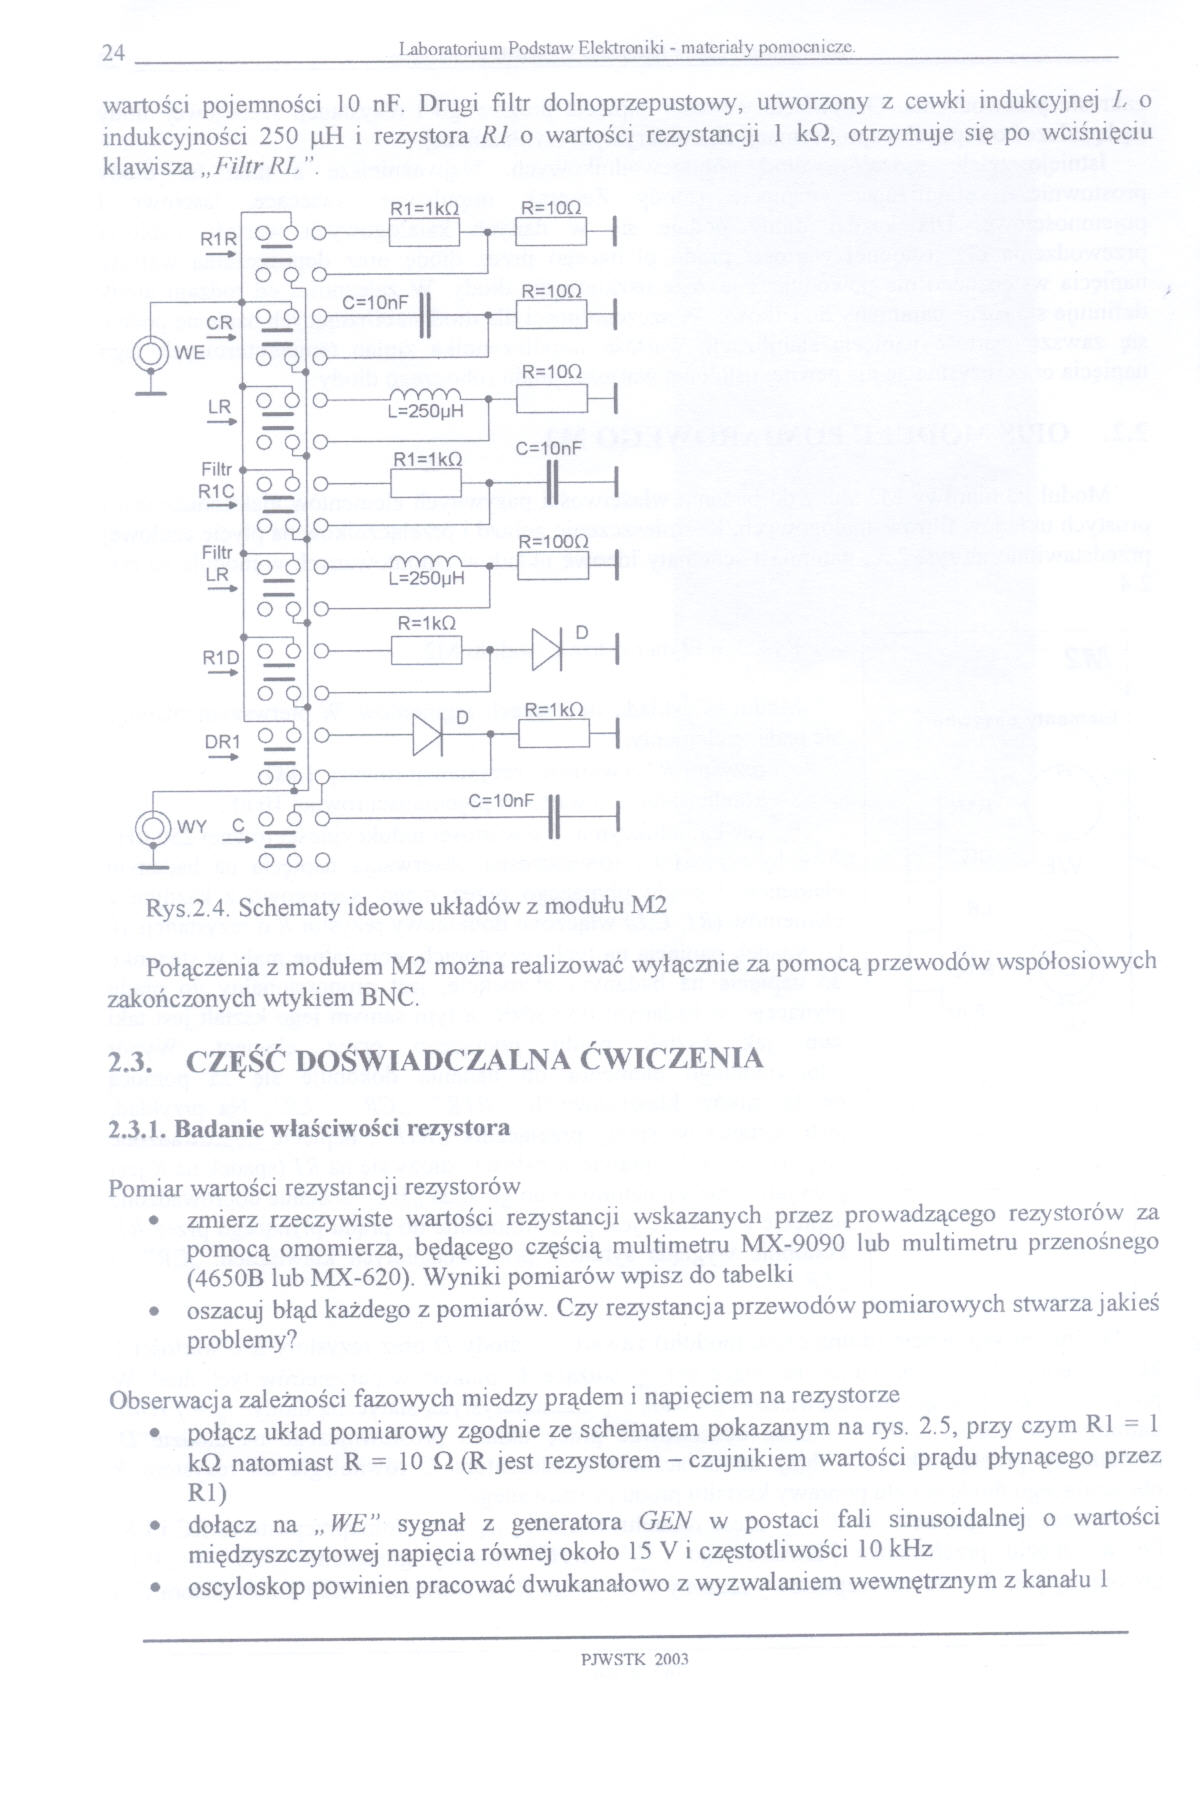 24
Laboratorium Podstaw Elektroniki - materiały pomocnicze.
wartości pojemności 10 nF. Drugi filtr dolnoprzepustowy, utworzony z cewki indukcyjnej L o
indukcyjności 250 µH i rezystora R1 o wartości rezystancji 1 kΩ, otrzymuje się po wciśnięciu
klawisza „Filtr RL”.
R1=1kΩ R=10Ω
R1R
C=10nF R=10Ω
CR
WE
R=10Ω
LR
L=250µH
C=10nF
Filtr R1=1kΩ
R1C
R=100Ω
Filtr
LR
L=250µH
R=1kΩ
D
R1D
D R=1kΩ
DR1
C=10nF
WY C
Rys.2.4. Schematy ideowe układów z modułu M2
Połączenia z modułem M2 można realizować wyłącznie za pomocą przewodów współosiowych
zakończonych wtykiem BNC.
2.3. CZĘŚĆ DOŚWIADCZALNA ĆWICZENIA
2.3.1. Badanie właściwości rezystora
Pomiar wartości rezystancji rezystorów
• zmierz rzeczywiste wartości rezystancji wskazanych przez prowadzącego rezystorów za
pomocą omomierza, będącego częścią multimetru MX-9090 lub multimetru przenośnego
(4650B lub MX-620). Wyniki pomiarów wpisz do tabelki
• oszacuj błąd każdego z pomiarów. Czy rezystancja przewodów pomiarowych stwarza jakieś
problemy?
Obserwacja zależności fazowych miedzy prądem i napięciem na rezystorze
• połącz układ pomiarowy zgodnie ze schematem pokazanym na rys. 2.5, przy czym R1 = 1
kΩ natomiast R = 10 Ω (R jest rezystorem – czujnikiem wartości prądu płynącego przez
R1)
• dołącz na „WE” sygnał z generatora GEN w postaci fali sinusoidalnej o wartości
międzyszczytowej napięcia równej około 15 V i częstotliwości 10 kHz
• oscyloskop powinien pracować dwukanałowo z wyzwalaniem wewnętrznym z kanału 1
PJWSTK 2003